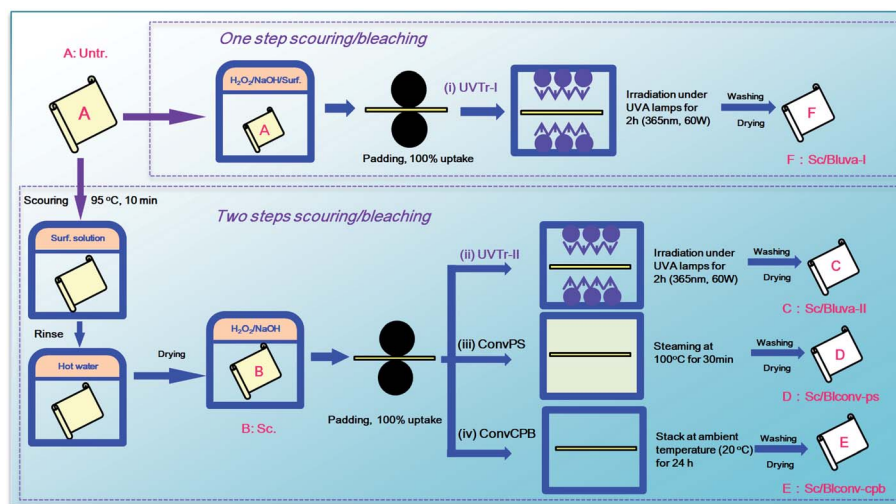 One step scouring/bleaching
A: Untr.
A
H₂O₂/NaOH/Surf.
A
Padding, 100% uptake
(i) UVTr-I
Irradiation under
UVA lamps for
2h (365nm, 60W)
Washing
Drying
F
F : Sc/Bluva-I
Scouring
95 °C, 10 min
Two steps scouring/bleaching
Surf. solution
Rinse
Hot water
Drying
H₂O₂/NaOH
B
B: Sc.
Padding, 100% uptake
(ii) UVTr-II
Irradiation under
UVA lamps for
2h (365nm, 60W)
Washing
Drying
C
C : Sc/Bluva-II
(iii) ConvPS
Steaming at
100°C for 30min
Washing
Drying
D
D : Sc/Blconv-ps
(iv) ConvCPB
Stack at ambient
temperature (20 °C)
for 24 h
Washing
Drying
E
E : Sc/Blconv-cpb